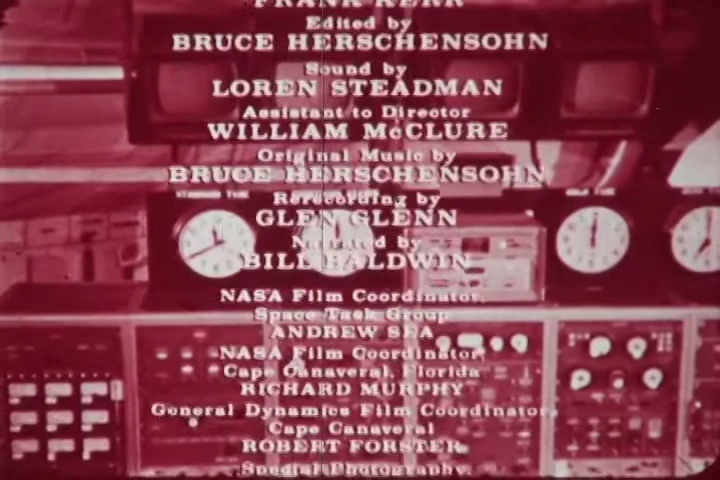 FRANK KERR
Edited by
BRUCE HERSCHENSOHN
Sound by
LOREN STEADMAN
Assistant to Director
WILLIAM McCLURE
Original Music by
BRUCE HERSCHENSOHN
Rerecording by
GLEN GLENN
Narrated by
BILL BALDWIN
NASA Film Coordinator,
Space Task Group
ANDREW SEA
NASA Film Coordinator,
Cape Canaveral, Florida
RICHARD MURPHY
General Dynamics Film Coordinator,
Cape Canaveral
ROBERT FORSTER
Special Photography